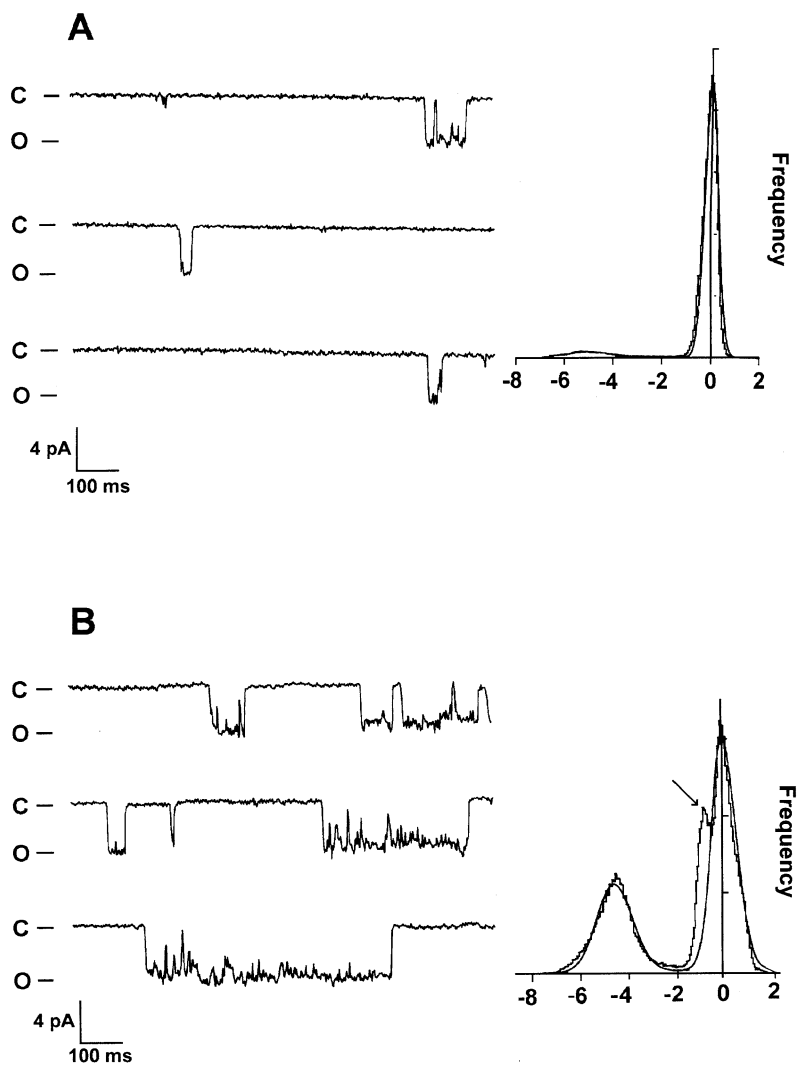 A
C –
O –
C –
O –
C –
O –
4 pA
100 ms
Frequency
-8 -6 -4 -2 0 2
B
C –
O –
C –
O –
C –
O –
4 pA
100 ms
Frequency
-8 -6 -4 -2 0 2